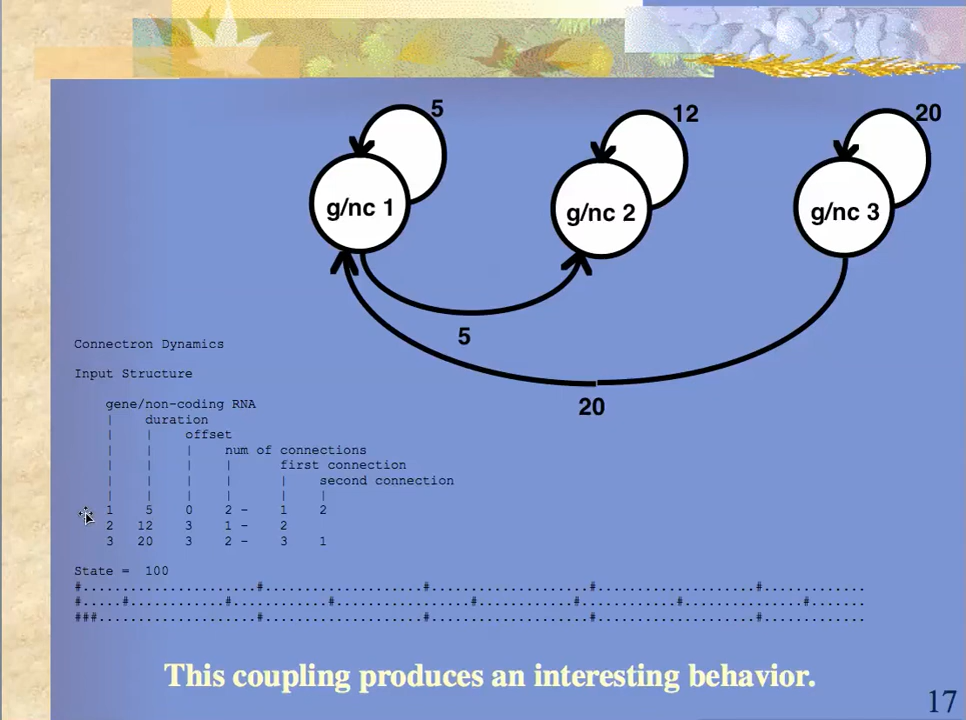 5
12
20
g/nc 1
g/nc 2
g/nc 3
5
20
Connectron Dynamics
Input Structure
gene/non-coding RNA
| duration
| | offset
| | | num of connections
| | | | first connection
| | | | | second connection
| | | | | |
1 5 0 2 - 1 2
2 12 3 1 - 2
3 20 3 2 - 3 1
State = 100
#......................#....................#....................#....................#.............
#.....#............#............#.................#............#............#...............#.......
###....................#....................#....................#....................#.............
This coupling produces an interesting behavior.
17